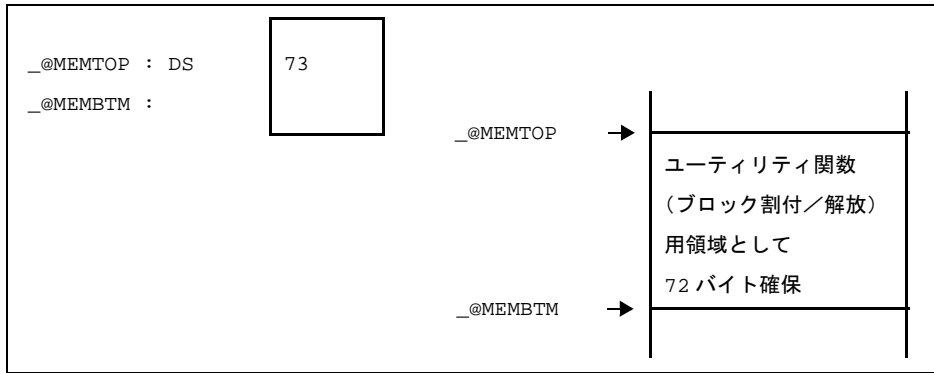 _@MEMTOP : DS 73
_@MEMBTM :
_@MEMTOP
ユーティリティ関数
(ブロック割付／解放)
用領域として
72 バイト確保
_@MEMBTM